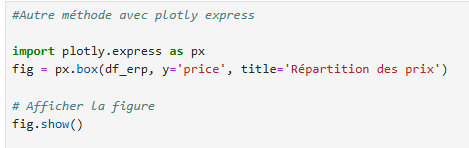 #Autre méthode avec plotly express
import plotly.express as px
fig = px.box(df_erp, y='price', title='Répartition des prix')
# Afficher la figure
fig.show()